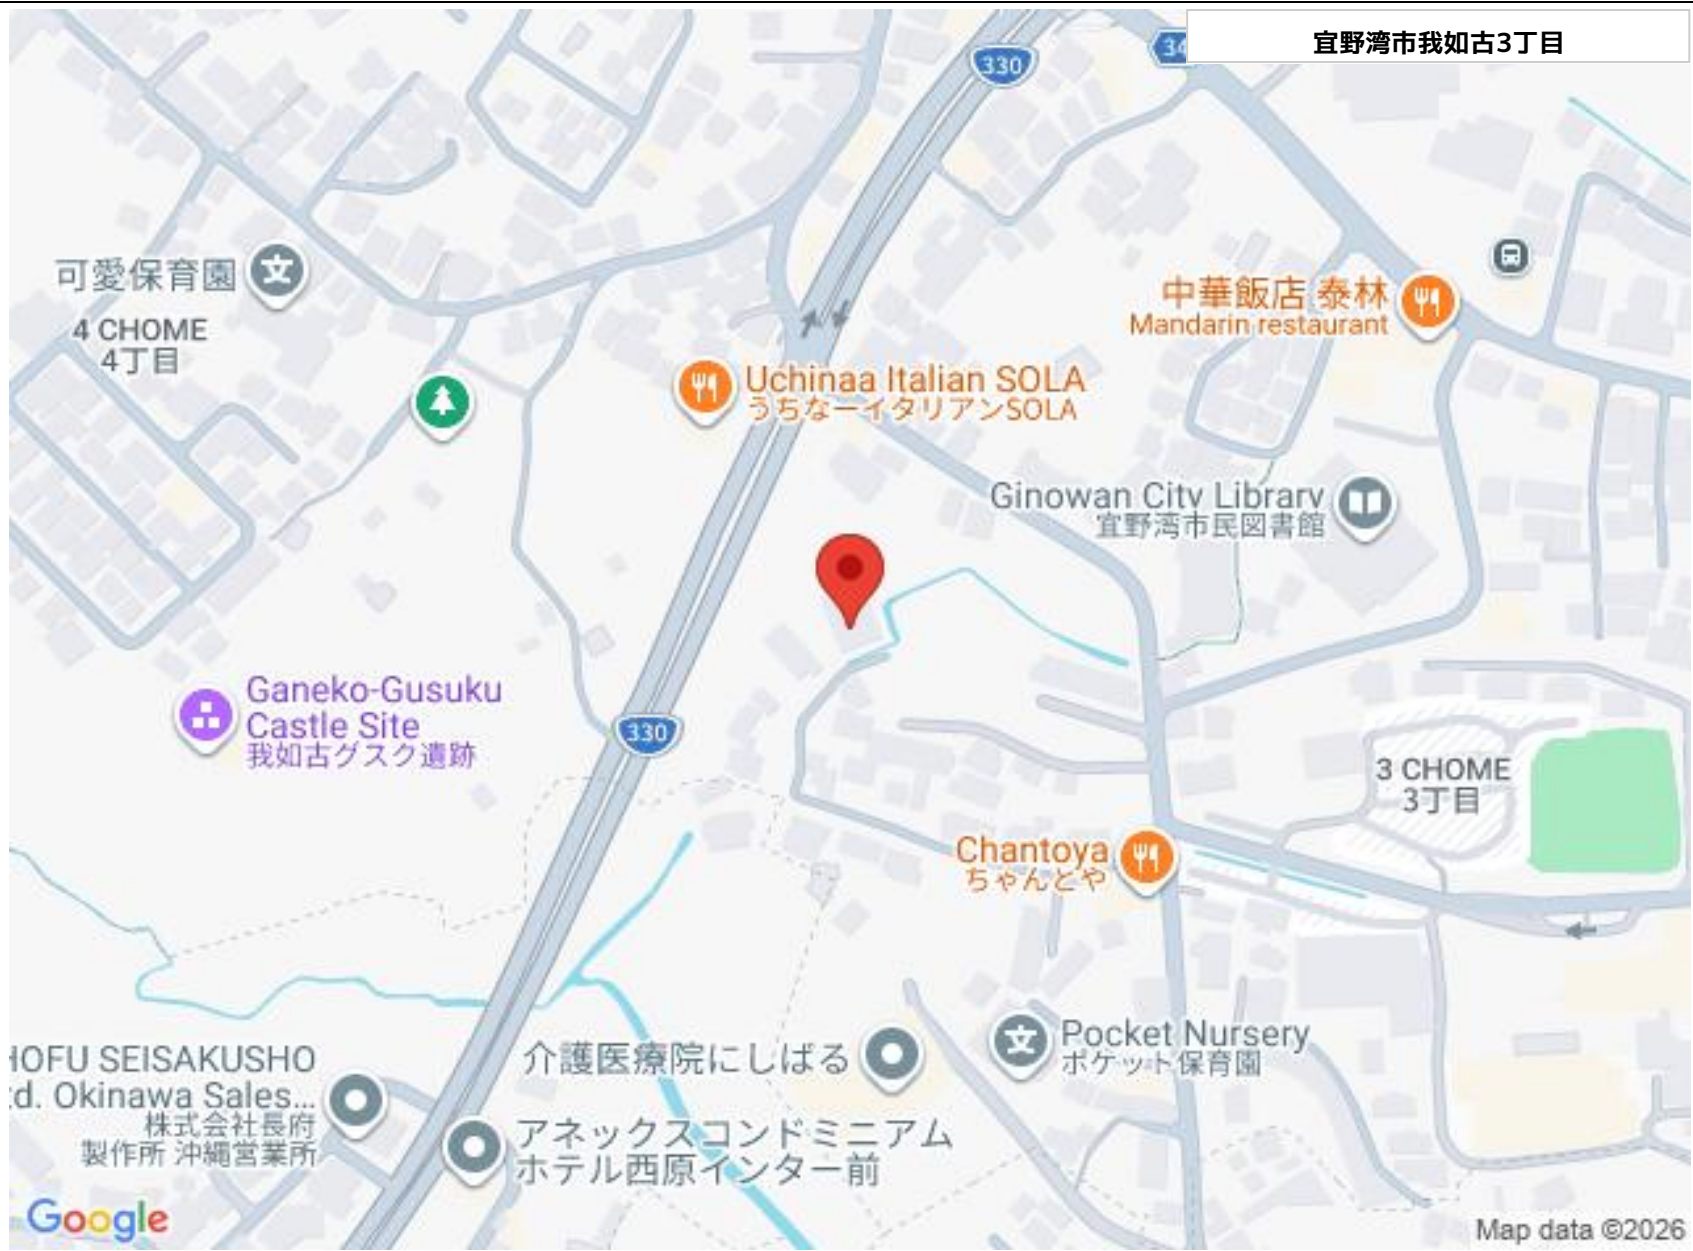 宜野湾市我如古3丁目
330
34
可愛保育園
4 CHOME
4丁目
中華飯店 泰林
Mandarin restaurant
Uchinaa Italian SOLA
うちなーイタリアンSOLA
Ginowan City Library
宜野湾市民図書館
Ganeko-Gusuku
Castle Site
我如古グスク遺跡
330
3 CHOME
3丁目
Chantoya
ちゃんとや
Pocket Nursery
ポケット保育園
介護医療院にしばる
HOFU SEISAKUSHO
td. Okinawa Sales...
株式会社長府
製作所 沖縄営業所
アネックスコンドミニアム
ホテル西原インター前
Google
Map data ©2026